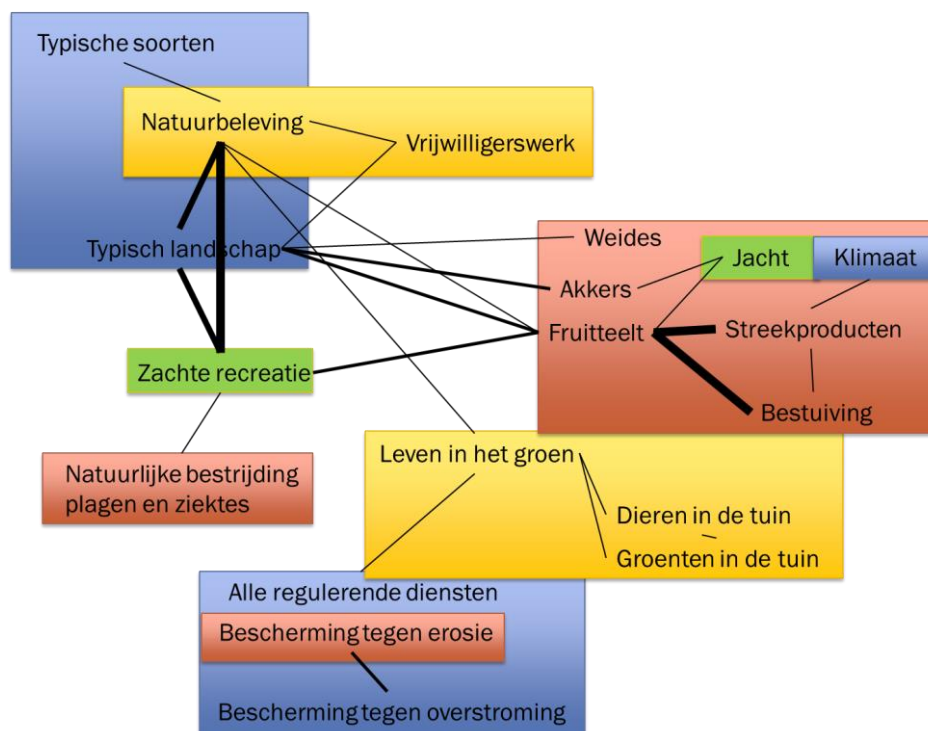 Typische soorten
Natuurbeleving
Vrijwilligerswerk
Typisch landschap
Weides
Jacht
Klimaat
Akkers
Fruitteelt
Streekproducten
Zachte recreatie
Bestuiving
Leven in het groen
Natuurlijke bestrijding
plagen en ziektes
Dieren in de tuin
Groenten in de tuin
Alle regulerende diensten
Bescherming tegen erosie
Bescherming tegen overstroming